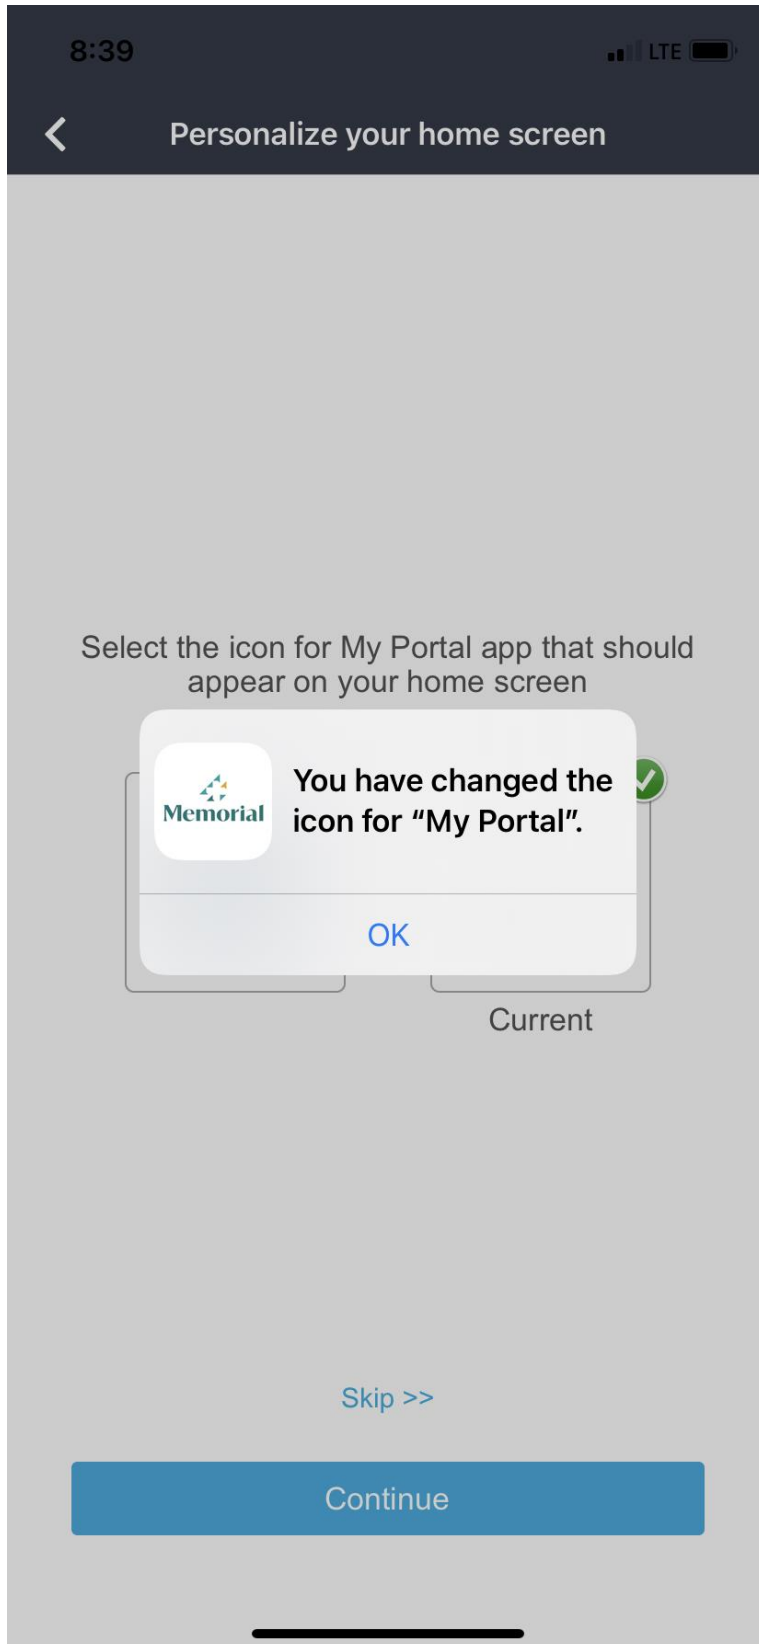 8:39
LTE
Personalize your home screen
Select the icon for My Portal app that should
appear on your home screen
Memorial
You have changed the
icon for “My Portal”.
OK
Current
Skip >>
Continue